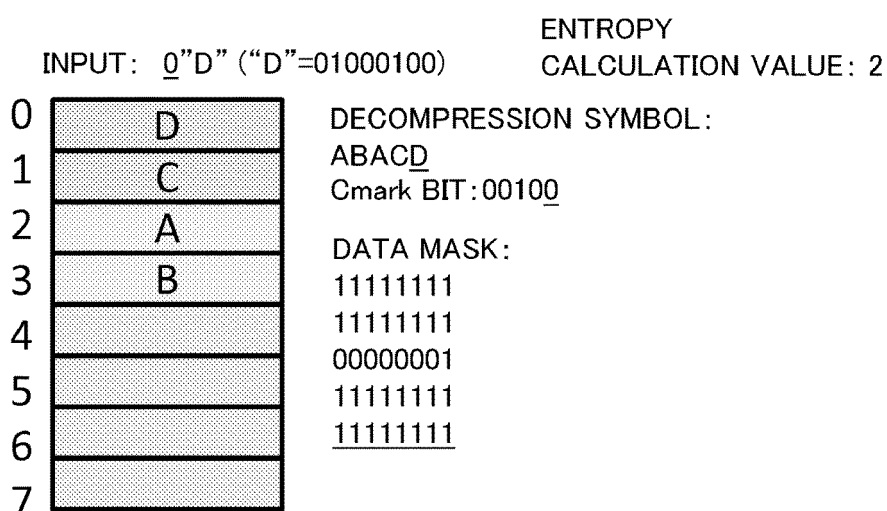 INPUT: 0”D” (“D”=01000100)
ENTROPY
CALCULATION VALUE: 2
0 D
1 C
2 A
3 B
4
5
6
7
DECOMPRESSION SYMBOL:
ABACD
Cmark BIT:00100
DATA MASK:
11111111
11111111
00000001
11111111
11111111